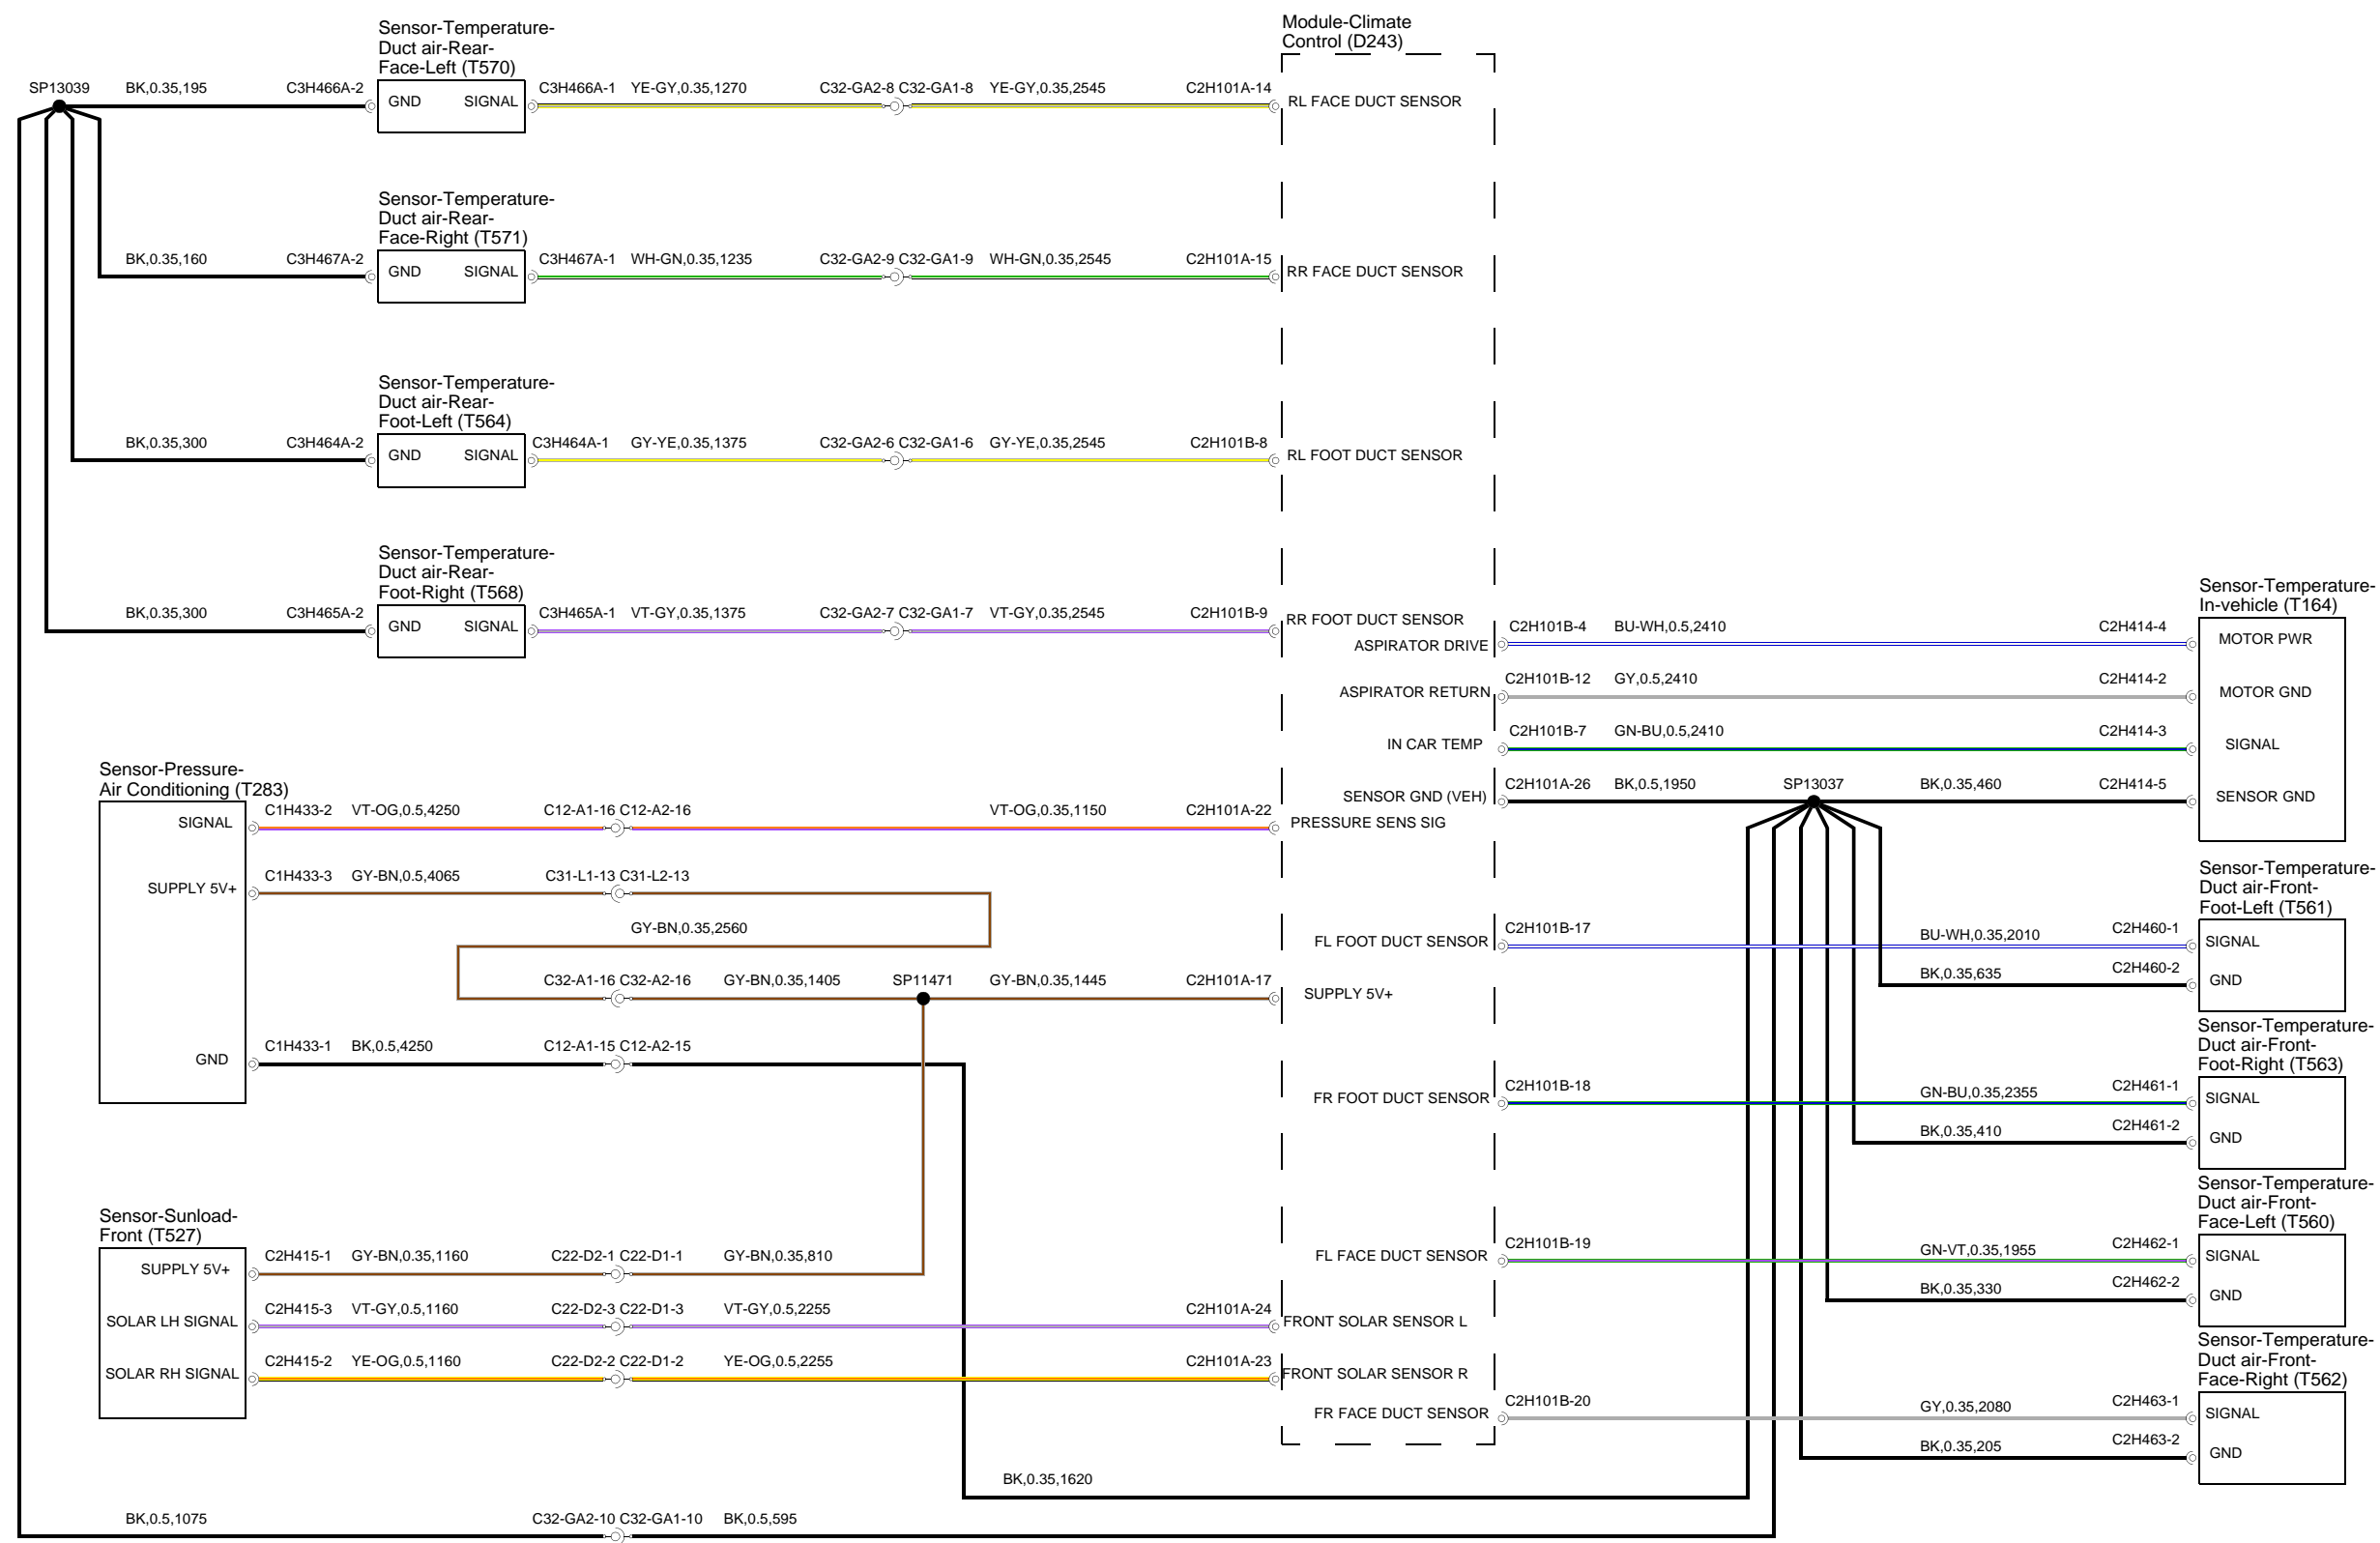 Sensor-Temperature-
Duct air-Rear-
Face-Left (T570)
Module-Climate
Control (D243)
SP13039
BK,0.35,195
C3H466A-2
GND
SIGNAL
C3H466A-1
YE-GY,0.35,1270
C32-GA2-8
C32-GA1-8
YE-GY,0.35,2545
C2H101A-14
RL FACE DUCT SENSOR
Sensor-Temperature-
Duct air-Rear-
Face-Right (T571)
BK,0.35,160
C3H467A-2
GND
SIGNAL
C3H467A-1
WH-GN,0.35,1235
C32-GA2-9
C32-GA1-9
WH-GN,0.35,2545
C2H101A-15
RR FACE DUCT SENSOR
Sensor-Temperature-
Duct air-Rear-
Foot-Left (T564)
BK,0.35,300
C3H464A-2
GND
SIGNAL
C3H464A-1
GY-YE,0.35,1375
C32-GA2-6
C32-GA1-6
GY-YE,0.35,2545
C2H101B-8
RL FOOT DUCT SENSOR
Sensor-Temperature-
Duct air-Rear-
Foot-Right (T568)
BK,0.35,300
C3H465A-2
GND
SIGNAL
C3H465A-1
VT-GY,0.35,1375
C32-GA2-7
C32-GA1-7
VT-GY,0.35,2545
C2H101B-9
RR FOOT DUCT SENSOR
Sensor-Temperature-
In-vehicle (T164)
ASPIRATOR DRIVE
C2H101B-4
BU-WH,0.5,2410
C2H414-4
MOTOR PWR
ASPIRATOR RETURN
C2H101B-12
GY,0.5,2410
C2H414-2
MOTOR GND
IN CAR TEMP
C2H101B-7
GN-BU,0.5,2410
C2H414-3
SIGNAL
SENSOR GND (VEH)
C2H101A-26
BK,0.5,1950
SP13037
BK,0.35,460
C2H414-5
SENSOR GND
Sensor-Pressure-
Air Conditioning (T283)
SIGNAL
C1H433-2
VT-OG,0.5,4250
C12-A1-16
C12-A2-16
VT-OG,0.35,1150
C2H101A-22
PRESSURE SENS SIG
SUPPLY 5V+
C1H433-3
GY-BN,0.5,4065
C31-L1-13
C31-L2-13
GY-BN,0.35,2560
C32-A1-16
C32-A2-16
GY-BN,0.35,1405
SP11471
GY-BN,0.35,1445
C2H101A-17
SUPPLY 5V+
GND
C1H433-1
BK,0.5,4250
C12-A1-15
C12-A2-15
Sensor-Temperature-
Duct air-Front-
Foot-Left (T561)
FL FOOT DUCT SENSOR
C2H101B-17
BU-WH,0.35,2010
C2H460-1
SIGNAL
BK,0.35,635
C2H460-2
GND
Sensor-Temperature-
Duct air-Front-
Foot-Right (T563)
FR FOOT DUCT SENSOR
C2H101B-18
GN-BU,0.35,2355
C2H461-1
SIGNAL
BK,0.35,410
C2H461-2
GND
Sensor-Sunload-
Front (T527)
SUPPLY 5V+
C2H415-1
GY-BN,0.35,1160
C22-D2-1
C22-D1-1
GY-BN,0.35,810
SOLAR LH SIGNAL
C2H415-3
VT-GY,0.5,1160
C22-D2-3
C22-D1-3
VT-GY,0.5,2255
C2H101A-24
FRONT SOLAR SENSOR L
SOLAR RH SIGNAL
C2H415-2
YE-OG,0.5,1160
C22-D2-2
C22-D1-2
YE-OG,0.5,2255
C2H101A-23
FRONT SOLAR SENSOR R
Sensor-Temperature-
Duct air-Front-
Face-Left (T560)
FL FACE DUCT SENSOR
C2H101B-19
GN-VT,0.35,1955
C2H462-1
SIGNAL
BK,0.35,330
C2H462-2
GND
Sensor-Temperature-
Duct air-Front-
Face-Right (T562)
FR FACE DUCT SENSOR
C2H101B-20
GY,0.35,2080
C2H463-1
SIGNAL
BK,0.35,205
C2H463-2
GND
BK,0.35,1620
BK,0.5,1075
C32-GA2-10
C32-GA1-10
BK,0.5,595